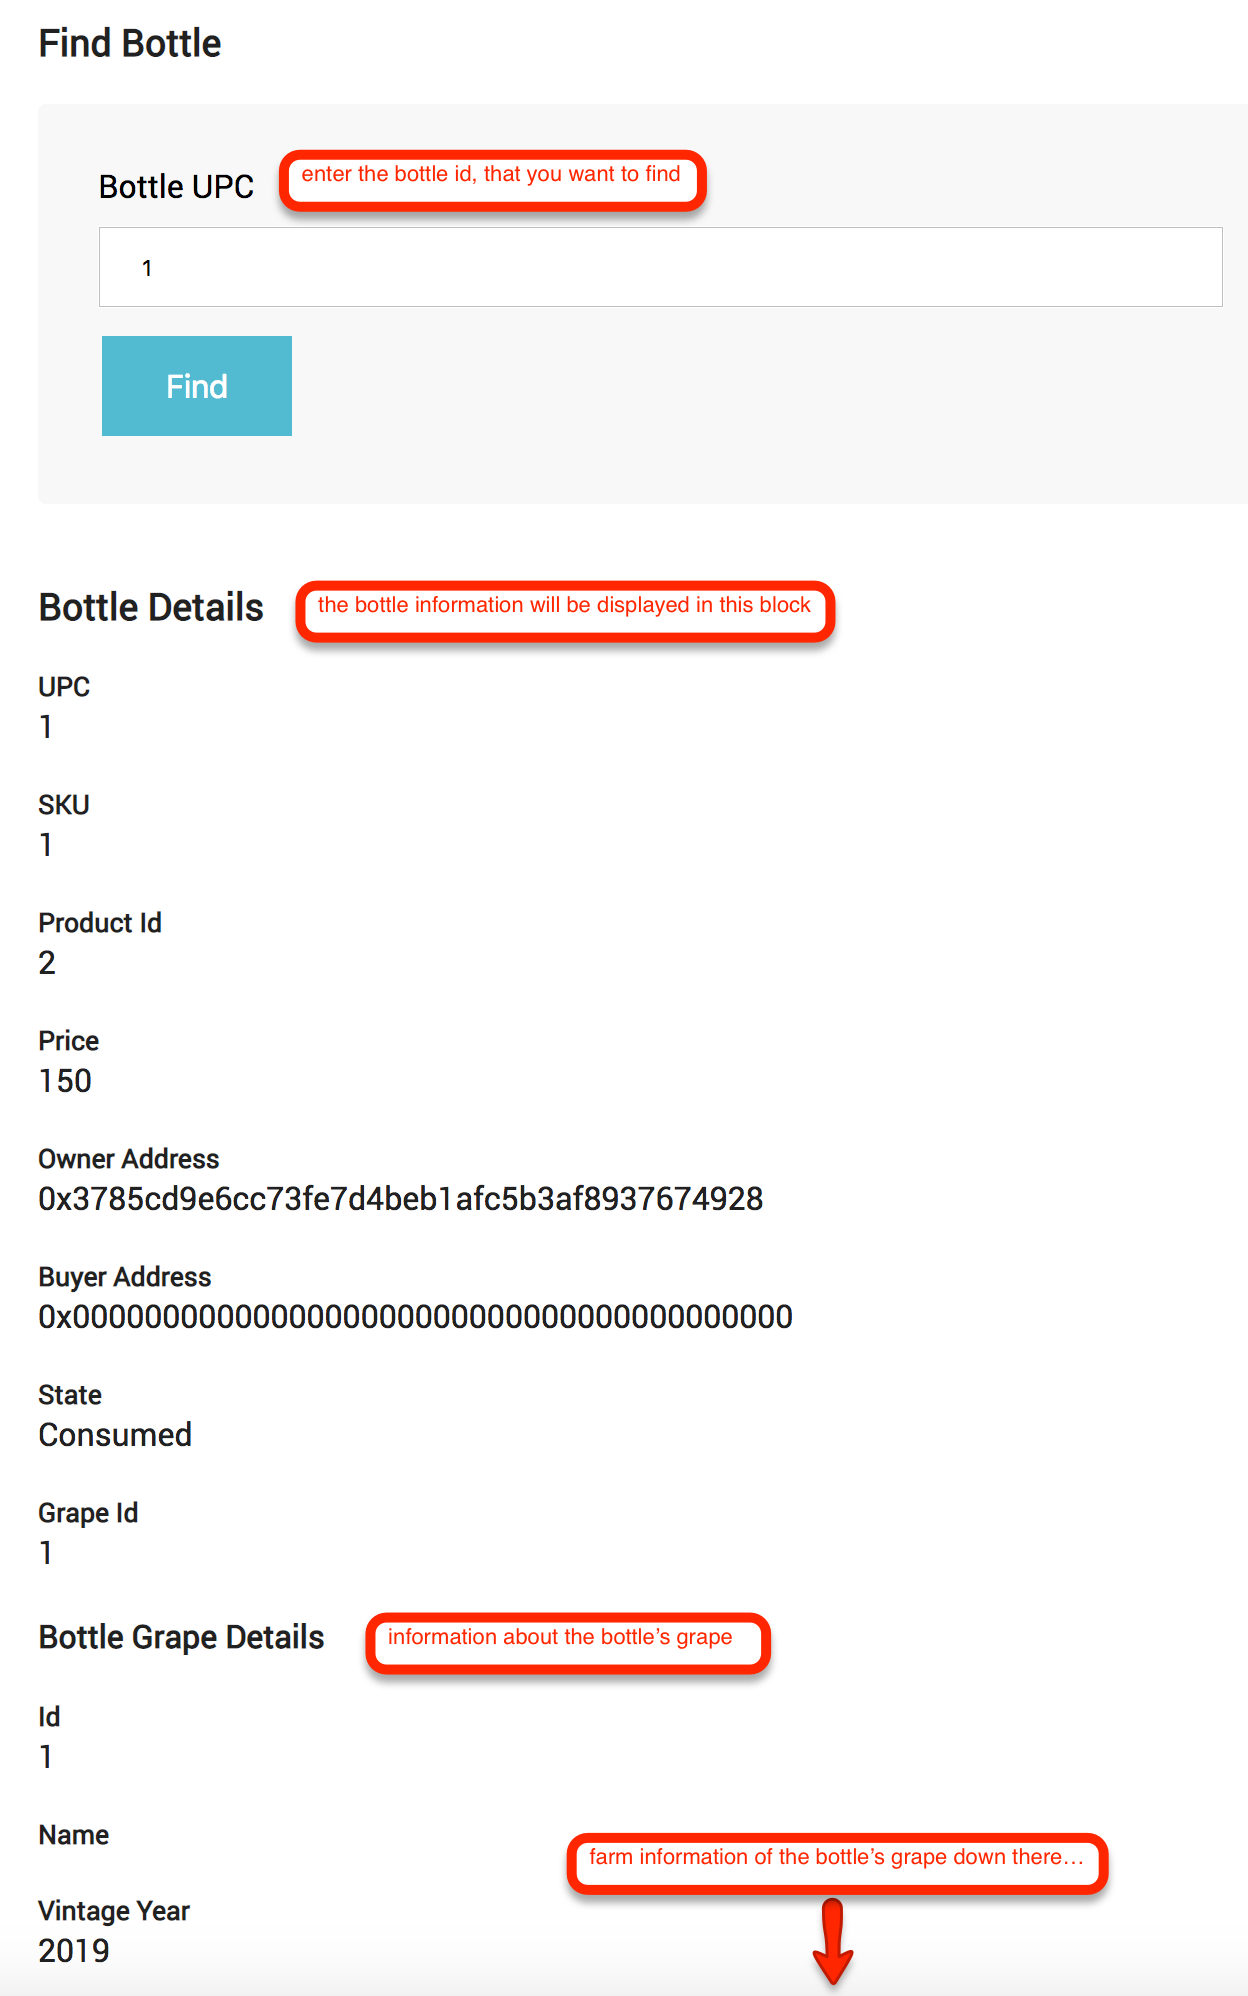 Find Bottle
Bottle UPC
enter the bottle id, that you want to find
1
Find
Bottle Details
the bottle information will be displayed in this block
UPC
1
SKU
1
Product Id
2
Price
150
Owner Address
0x3785cd9e6cc73fe7d4beb1afc5b3af8937674928
Buyer Address
0x0000000000000000000000000000000000000000
State
Consumed
Grape Id
1
Bottle Grape Details
information about the bottle’s grape
Id
1
Name
farm information of the bottle’s grape down there...
Vintage Year
2019